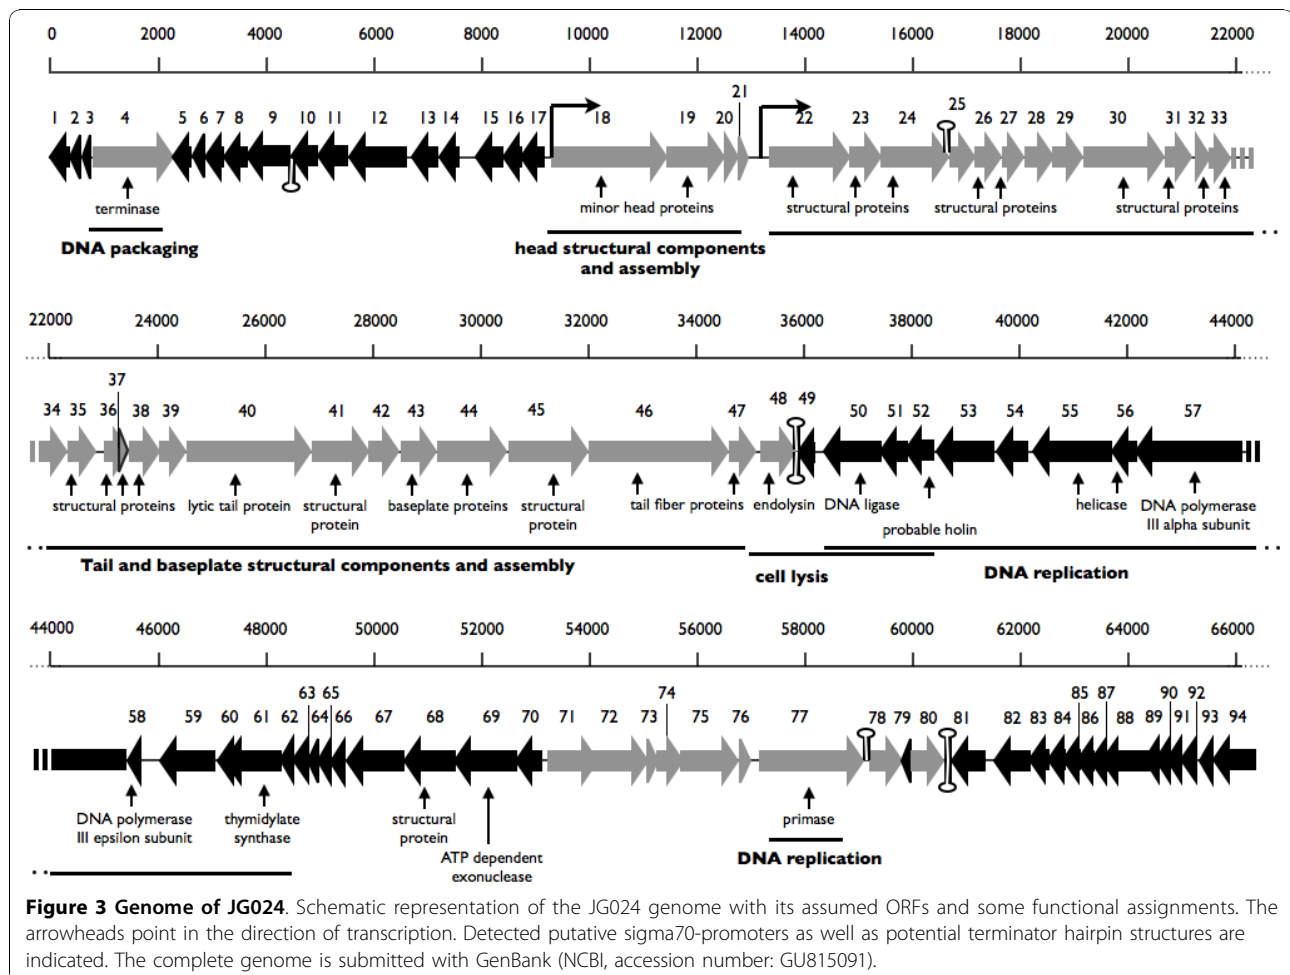 0 2000 4000 6000 8000 10000 12000 14000 16000 18000 20000 22000
21
1 2 3 4 5 6 7 8 9 10 11 12 13 14 15 16 17 18 19 20 22 23 24 25 26 27 28 29 30 31 32 33
terminase minor head proteins structural proteins structural proteins structural proteins
DNA packaging head structural components
and assembly
22000 24000 26000 28000 30000 32000 34000 36000 38000 40000 42000 44000
37
34 35 36 38 39 40 41 42 43 44 45 46 47 48 49 50 51 52 53 54 55 56 57
structural proteins lytic tail protein structural baseplate proteins structural tail fiber proteins endolysin DNA ligase helicase DNA polymerase
protein protein probable holin III alpha subunit
Tail and baseplate structural components and assembly cell lysis DNA replication
44000 46000 48000 50000 52000 54000 56000 58000 60000 62000 64000 66000
63 65 74 85 87 90 92
58 59 60 61 62 64 66 67 68 69 70 71 72 73 75 76 77 78 79 80 81 82 83 84 86 88 89 91 93 94
DNA polymerase thymidylate structural primase
III epsilon subunit synthase protein
ATP dependent DNA replication
exonuclease
Figure 3 Genome of JG024. Schematic representation of the JG024 genome with its assumed ORFs and some functional assignments. The
arrowheads point in the direction of transcription. Detected putative sigma70-promoters as well as potential terminator hairpin structures are
indicated. The complete genome is submitted with GenBank (NCBI, accession number: GU815091).